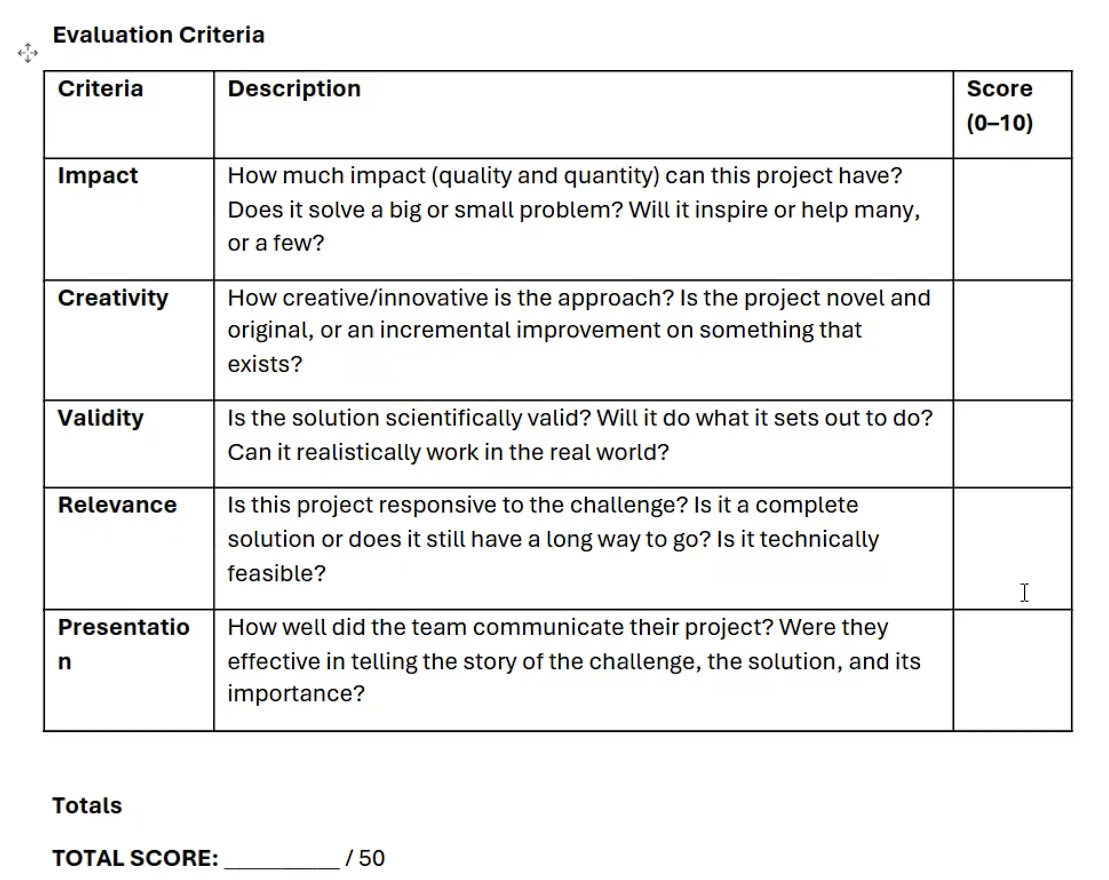 Evaluation Criteria
Criteria
Description
Score
(0–10)
Impact
How much impact (quality and quantity) can this project have?
Does it solve a big or small problem? Will it inspire or help many,
or a few?
Creativity
How creative/innovative is the approach? Is the project novel and
original, or an incremental improvement on something that
exists?
Validity
Is the solution scientifically valid? Will it do what it sets out to do?
Can it realistically work in the real world?
Relevance
Is this project responsive to the challenge? Is it a complete
solution or does it still have a long way to go? Is it technically
feasible?
Presentatio
n
How well did the team communicate their project? Were they
effective in telling the story of the challenge, the solution, and its
importance?
Totals
TOTAL SCORE: __________ / 50